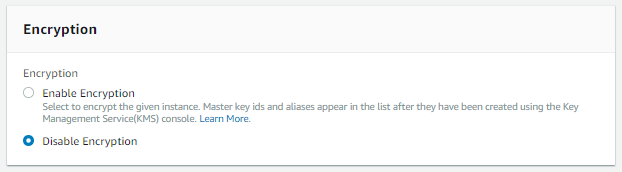 Encryption
Encryption
Enable Encryption
Select to encrypt the given instance. Master key ids and aliases appear in the list after they have been created using the Key
Management Service(KMS) console. Learn More.
Disable Encryption